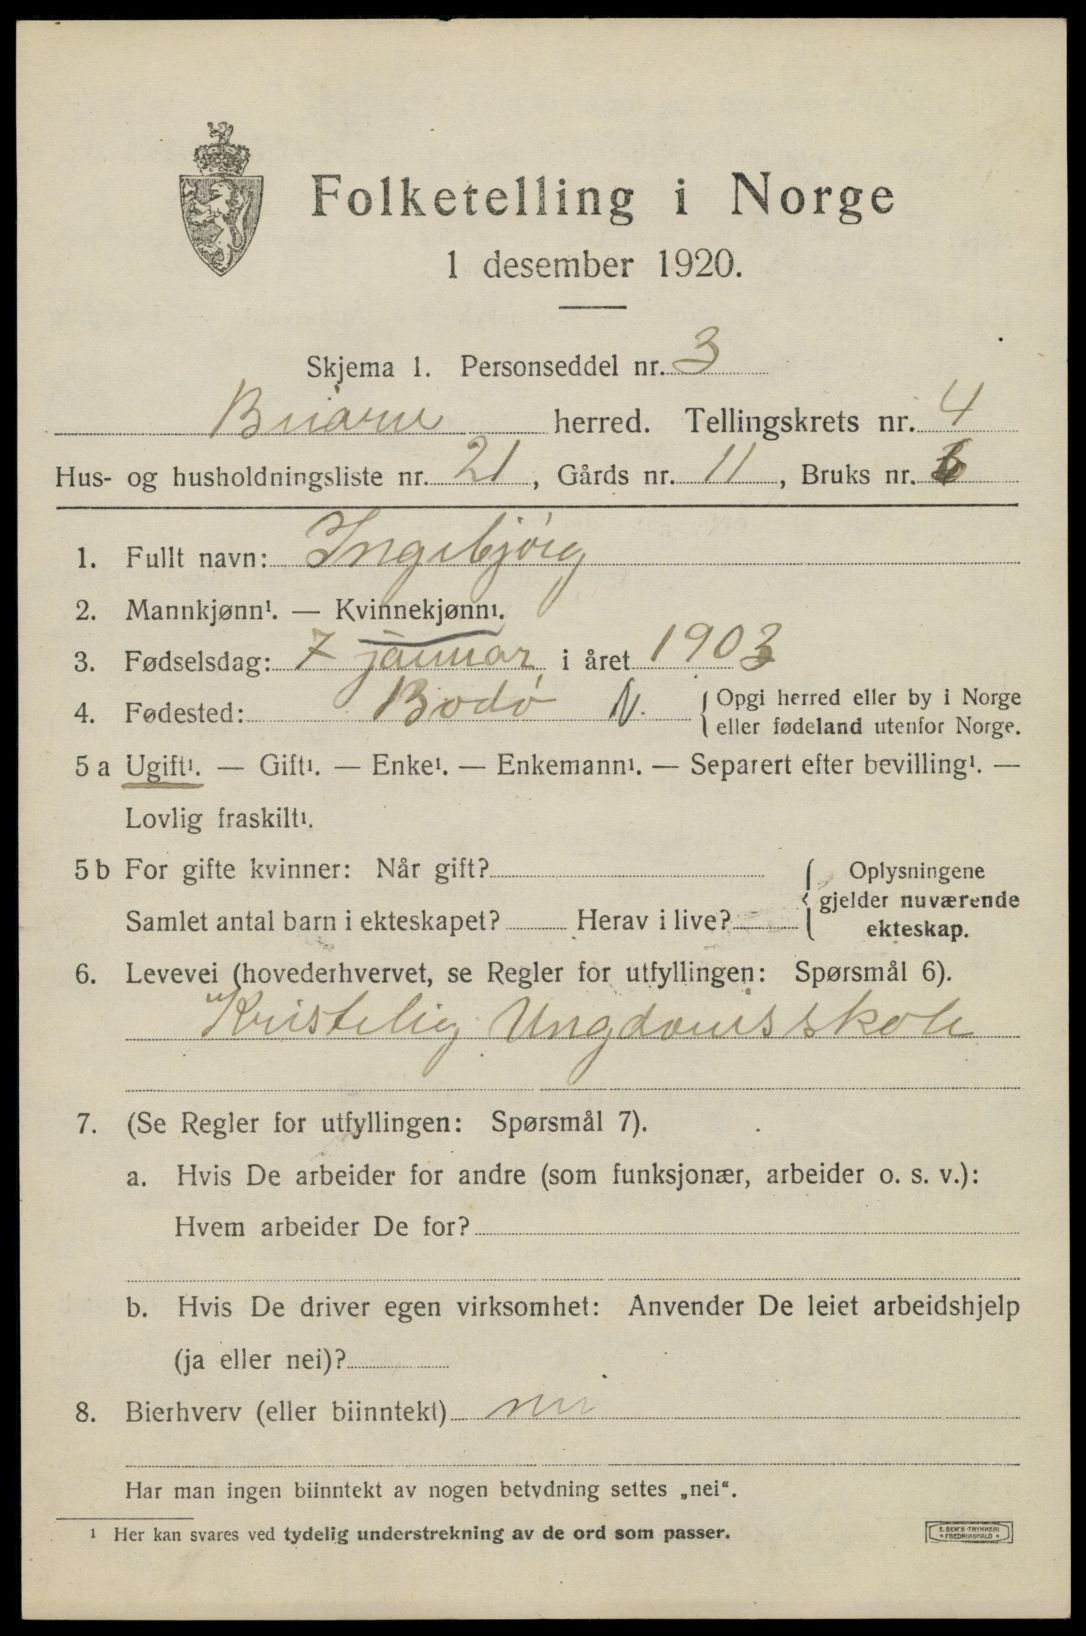 Folketelling i Norge
1 desember 1920.
Skjema 1. Personseddel nr. 3
Beiarn herred. Tellingskrets nr. 4
Hus- og husholdningsliste nr. 21, Gårds nr. 11, Bruks nr.
1. Fullt navn: Ingebjørg
2. Mannkjønn¹. — Kvinnekjønn¹.
3. Fødselsdag: 7 januar i året 1903
4. Fødested: Bodø N. { Opgi herred eller by i Norge
eller fødeland utenfor Norge.
5 a Ugift¹. — Gift¹. — Enke¹. — Enkemann¹. — Separert efter bevilling¹. —
Lovlig fraskilt¹.
5 b For gifte kvinner: Når gift? { Oplysningene
gjelder nuværende
Samlet antal barn i ekteskapet? Herav i live?
ekteskap.
6. Levevei (hovederhvervet, se Regler for utfyllingen: Spørsmål 6).
Kristelig Ungdomsskole
7. (Se Regler for utfyllingen: Spørsmål 7).
a. Hvis De arbeider for andre (som funksjonær, arbeider o. s. v.):
Hvem arbeider De for?
b. Hvis De driver egen virksomhet: Anvender De leiet arbeidshjelp
(ja eller nei)?
8. Bierhverv (eller biinntekt) nei
Har man ingen biinntekt av nogen betydning settes „nei“.
¹ Her kan svares ved tydelig understrekning av de ord som passer.
E. SEM'S TRYKKERI
* FREDRIKSHALD *